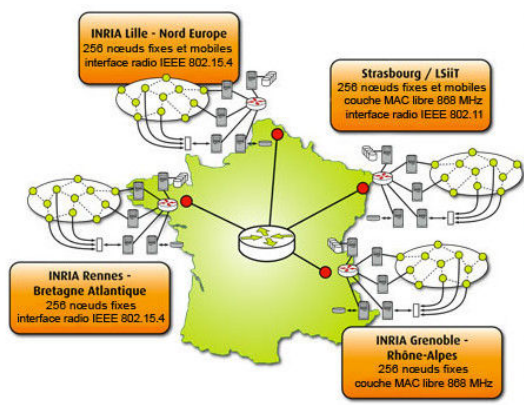 INRIA Lille - Nord Europe
256 nœuds fixes et mobiles
interface radio IEEE 802.15.4
Strasbourg / LSiiT
256 nœuds fixes et mobiles
couche MAC libre 868 MHz
interface radio IEEE 802.11
INRIA Rennes -
Bretagne Atlantique
256 nœuds fixes
interface radio IEEE 802.15.4
INRIA Grenoble -
Rhône-Alpes
256 nœuds fixes
couche MAC libre 868 MHz